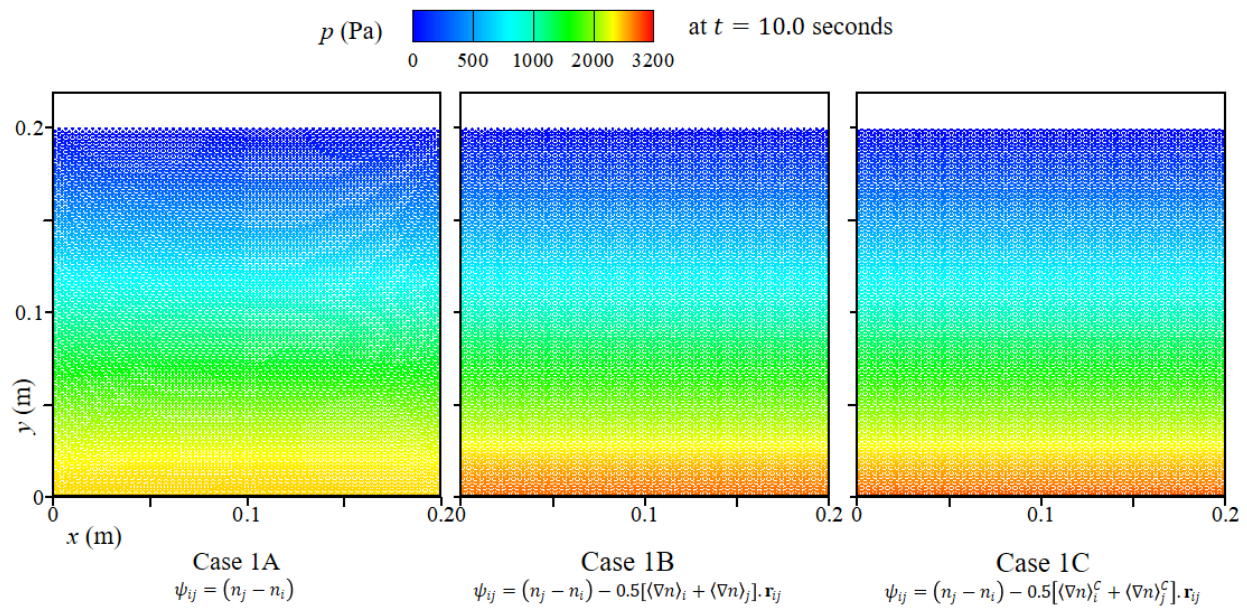 p (Pa)
at t = 10.0 seconds
0 500 1000 2000 3200
0.2
0.1
0
y (m)
0 0.1 0.2
0 0.1 0.2
0 0.1 0.2
x (m)
Case 1A
ψᵢⱼ = (nⱼ − nᵢ)
Case 1B
ψᵢⱼ = (nⱼ − nᵢ) − 0.5[⟨∇n⟩ᵢ + ⟨∇n⟩ⱼ]. 𝐫ᵢⱼ
Case 1C
ψᵢⱼ = (nⱼ − nᵢ) − 0.5[⟨∇n⟩ᵢᶜ + ⟨∇n⟩ⱼᶜ]. 𝐫ᵢⱼ